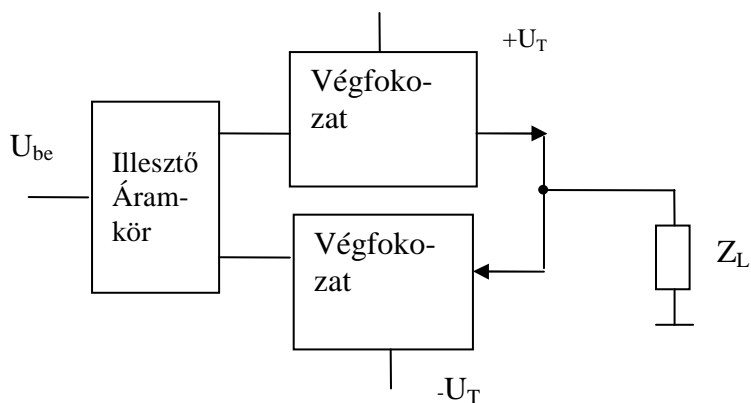 +U_T
Végfoko-
zat
U_be
Illesztő
Áram-
kör
Végfoko-
zat
Z_L
-U_T